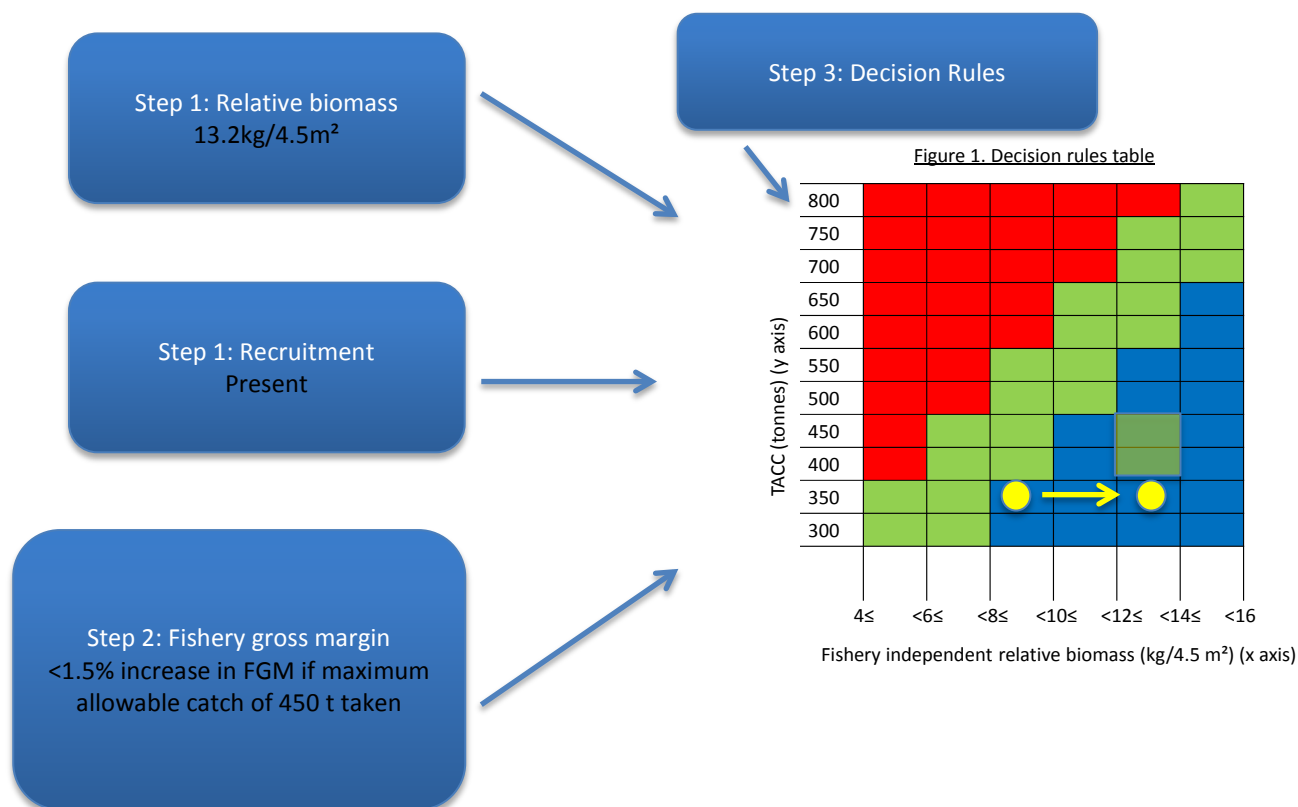 Step 1: Relative biomass
13.2kg/4.5m²
Step 3: Decision Rules
Figure 1. Decision rules table
Step 1: Recruitment
Present
Step 2: Fishery gross margin
<1.5% increase in FGM if maximum
allowable catch of 450 t taken
TACC (tonnes) (y axis)
800
750
700
650
600
550
500
450
400
350
300
4≤ <6≤ <8≤ <10≤ <12≤ <14≤ <16
Fishery independent relative biomass (kg/4.5 m²) (x axis)